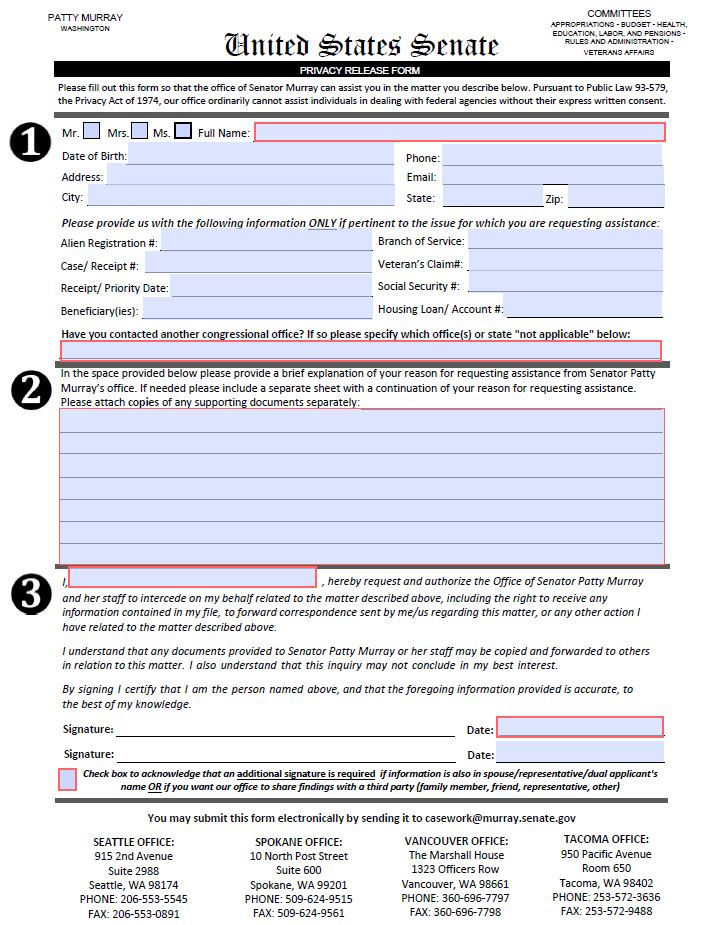 PATTY MURRAY
WASHINGTON
COMMITTEES
APPROPRIATIONS - BUDGET - HEALTH,
EDUCATION, LABOR, AND PENSIONS -
RULES AND ADMINISTRATION -
VETERANS AFFAIRS
United States Senate
PRIVACY RELEASE FORM
Please fill out this form so that the office of Senator Murray can assist you in the matter you describe below. Pursuant to Public Law 93-579,
the Privacy Act of 1974, our office ordinarily cannot assist individuals in dealing with federal agencies without their express written consent.
1
Mr. Mrs. Ms. Full Name:
Date of Birth: Phone:
Address: Email:
City: State: Zip:
Please provide us with the following information ONLY if pertinent to the issue for which you are requesting assistance:
Alien Registration #: Branch of Service:
Case/ Receipt #: Veteran's Claim#:
Receipt/ Priority Date: Social Security #:
Beneficiary(ies): Housing Loan/ Account #:
Have you contacted another congressional office? If so please specify which office(s) or state "not applicable" below:
2
In the space provided below please provide a brief explanation of your reason for requesting assistance from Senator Patty
Murray's office. If needed please include a separate sheet with a continuation of your reason for requesting assistance.
Please attach copies of any supporting documents separately:
3
I, , hereby request and authorize the Office of Senator Patty Murray
and her staff to intercede on my behalf related to the matter described above, including the right to receive any
information contained in my file, to forward correspondence sent by me/us regarding this matter, or any other action I
have related to the matter described above.
I understand that any documents provided to Senator Patty Murray or her staff may be copied and forwarded to others
in relation to this matter. I also understand that this inquiry may not conclude in my best interest.
By signing I certify that I am the person named above, and that the foregoing information provided is accurate, to
the best of my knowledge.
Signature: Date:
Signature: Date:
Check box to acknowledge that an additional signature is required if information is also in spouse/representative/dual applicant's
name OR if you want our office to share findings with a third party (family member, friend, representative, other)
You may submit this form electronically by sending it to casework@murray.senate.gov
SEATTLE OFFICE:
915 2nd Avenue
Suite 2988
Seattle, WA 98174
PHONE: 206-553-5545
FAX: 206-553-0891
SPOKANE OFFICE:
10 North Post Street
Suite 600
Spokane, WA 99201
PHONE: 509-624-9515
FAX: 509-624-9561
VANCOUVER OFFICE:
The Marshall House
1323 Officers Row
Vancouver, WA 98661
PHONE: 360-696-7797
FAX: 360-696-7798
TACOMA OFFICE:
950 Pacific Avenue
Room 650
Tacoma, WA 98402
PHONE: 253-572-3636
FAX: 253-572-9488